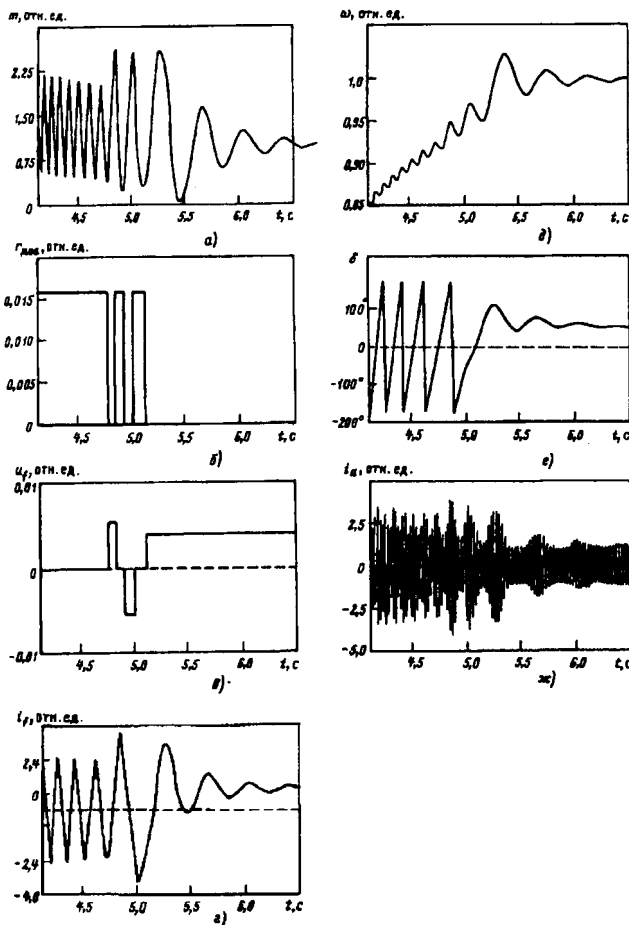 m, отн. ед.
2,25
1,50
0,75
0
4,5 5,0 5,5 6,0 t, с
а)
ω, отн. ед.
1,0
0,95
0,90
0,85
4,5 5,0 5,5 6,0 t, с
д)
отн. ед.
0,015
0,010
0,005
0
4,5 5,0 5,5 6,0 t, с
б)
δ
100°
0
-100°
-200°
4,5 5,0 5,5 6,0 t, с
е)
u_f, отн. ед.
0,01
0
-0,01
4,5 5,0 5,5 6,0 t, с
в)
отн. ед.
2,5
0
-2,5
-5,0
4,5 5,0 5,5 6,0 t, с
ж)
i_f, отн. ед.
2,4
0
-2,4
4,5 5,0 5,5 6,0 t, с
г)